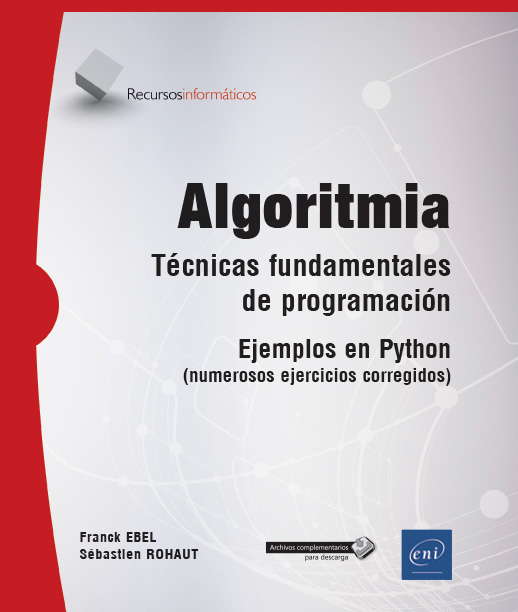 Recursosinformáticos
Algoritmia
Técnicas fundamentales
de programación
Ejemplos en Python
(numerosos ejercicios corregidos)
Franck EBEL
Sébastien ROHAUT
Archivos complementarios
para descarga
eni